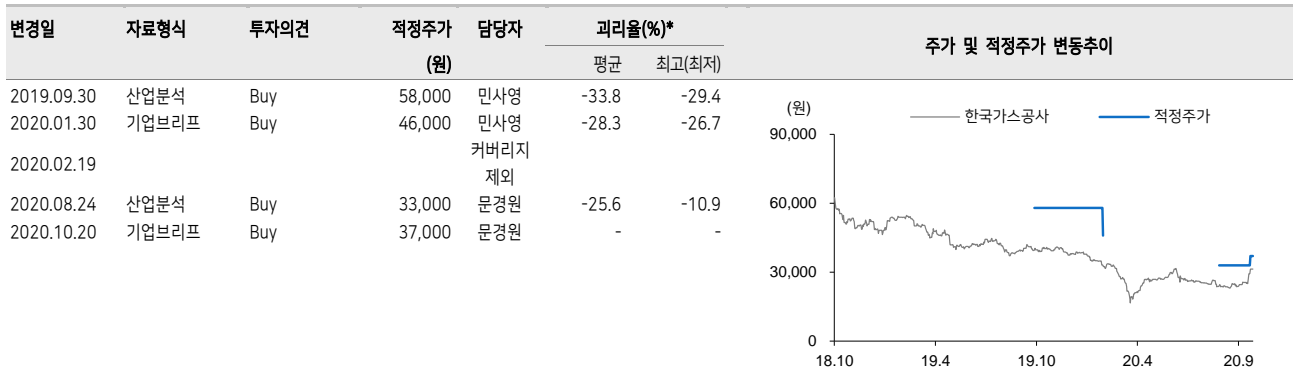 변경일 자료형식 투자의견 적정주가 담당자 괴리율(%)* 주가 및 적정주가 변동추이
(원) 평균 최고(최저)
2019.09.30 산업분석 Buy 58,000 민사영 -33.8 -29.4
2020.01.30 기업브리프 Buy 46,000 민사영 -28.3 -26.7
2020.02.19 커버리지
제외
2020.08.24 산업분석 Buy 33,000 문경원 -25.6 -10.9
2020.10.20 기업브리프 Buy 37,000 문경원 - -
(원) 한국가스공사 적정주가
90,000
60,000
30,000
0
18.10 19.4 19.10 20.4 20.9